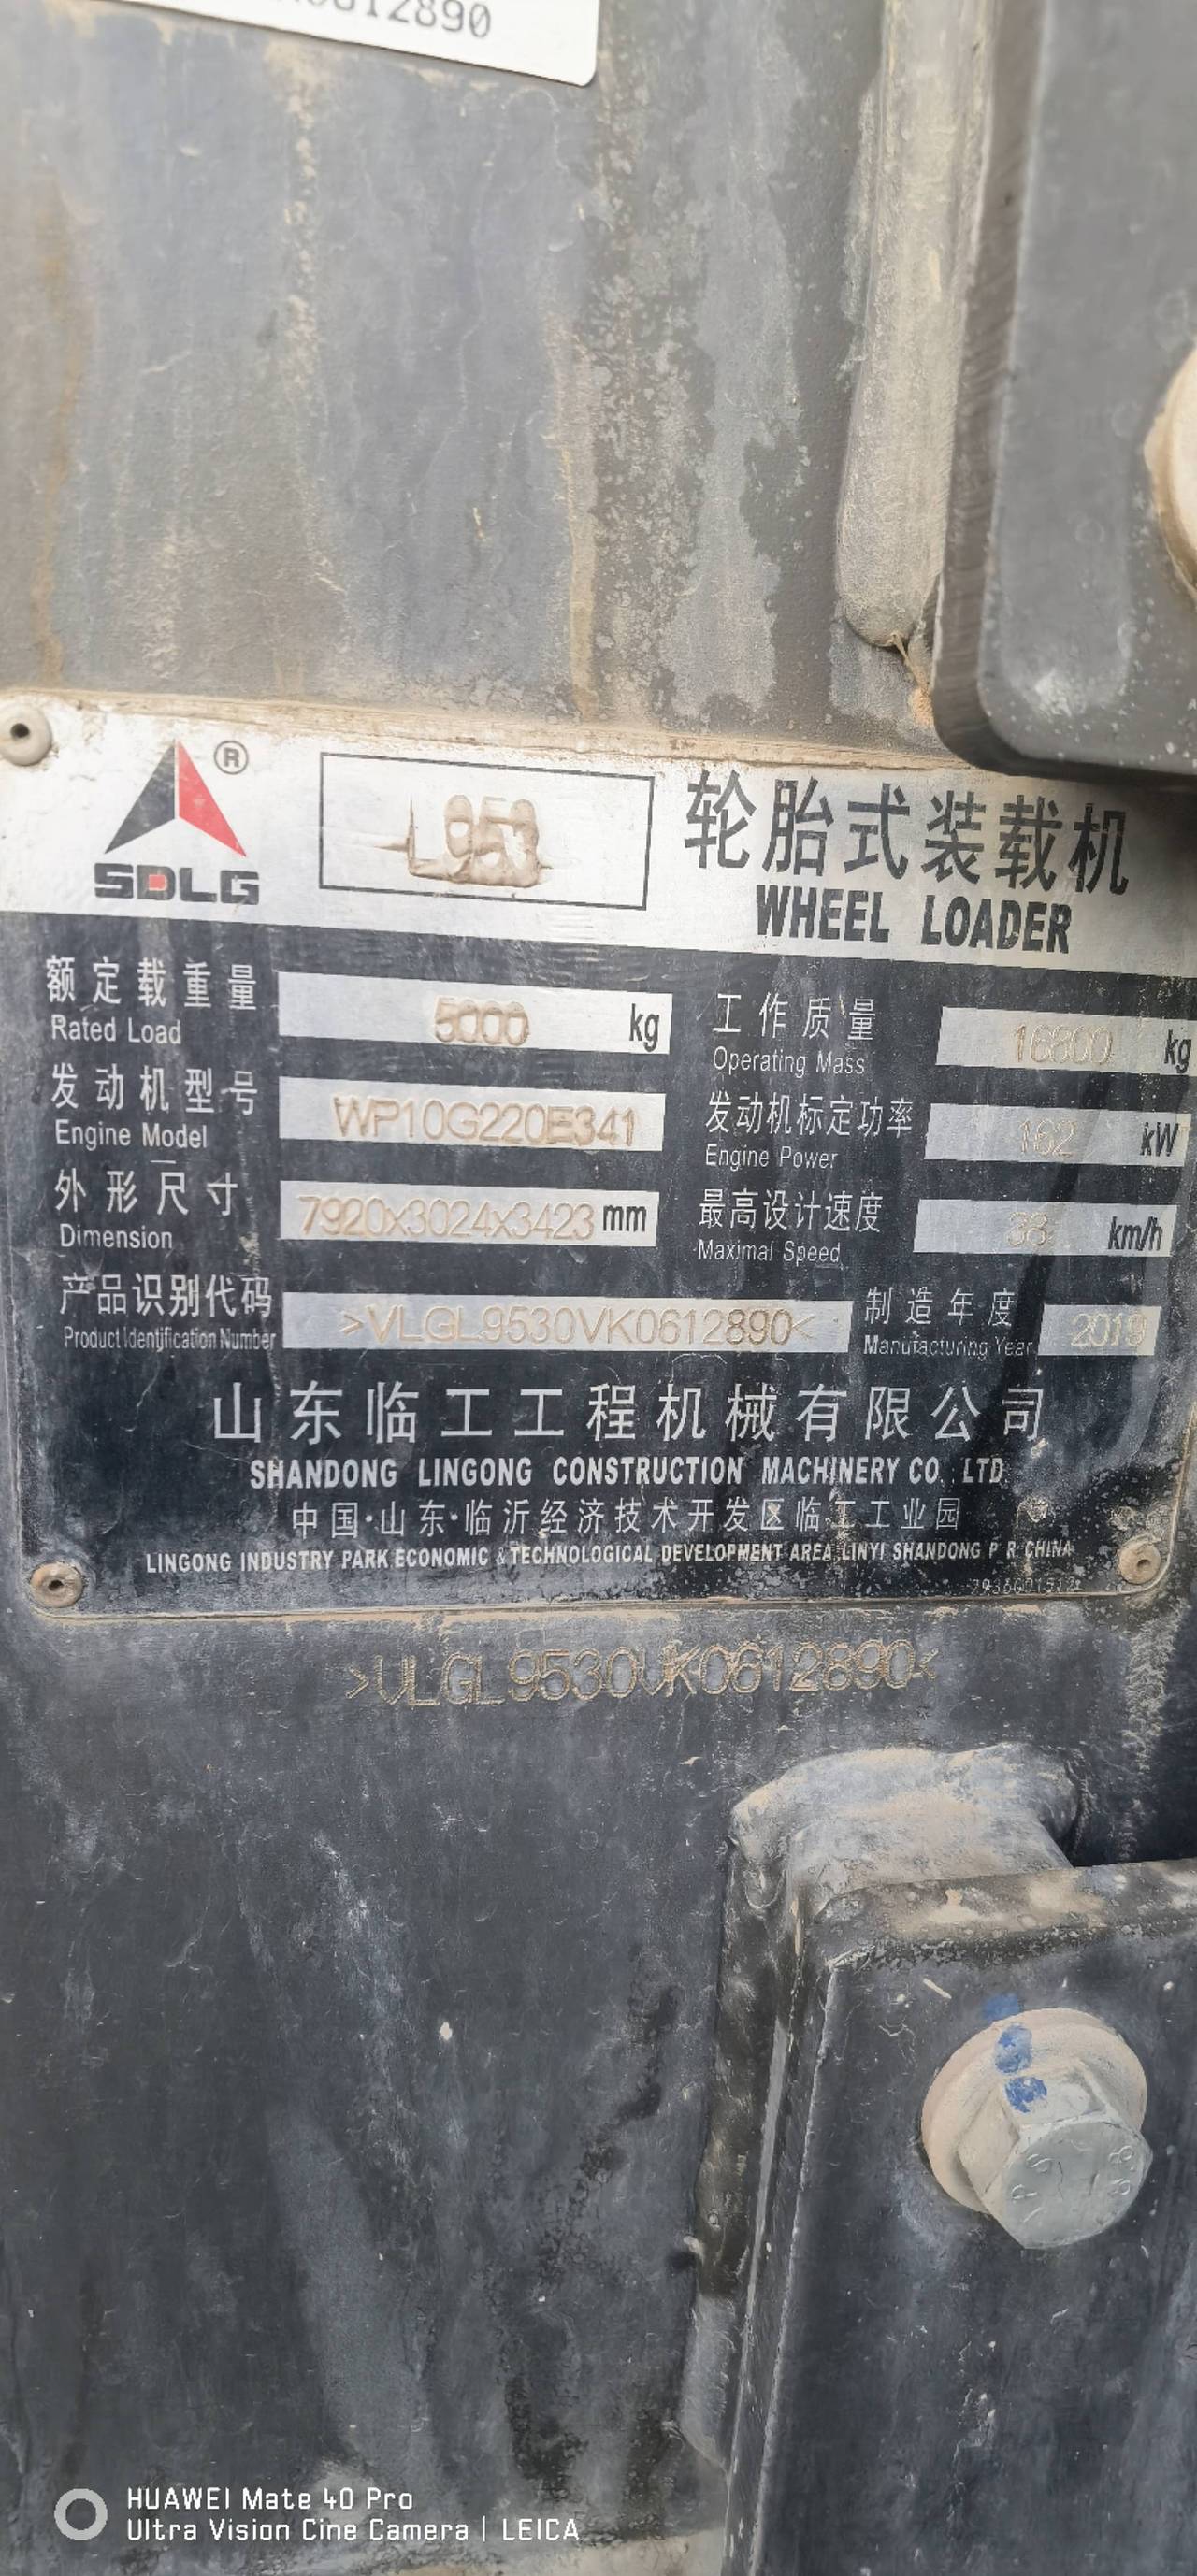 0612890
®
SDLG
L953
轮胎式装载机
WHEEL LOADER
额定载重量 5000 kg
Rated Load
工作质量 16800 kg
Operating Mass
发动机型号 WP10G220E341
Engine Model
发动机标定功率 162 kW
Engine Power
外形尺寸 7920x3024x3423 mm
Dimension
最高设计速度 38 km/h
Maximal Speed
产品识别代码 >VLGL9530VK0612890<
Product Identification Number
制造年度 2019
Manufacturing Year
山东临工工程机械有限公司
SHANDONG LINGONG CONSTRUCTION MACHINERY CO., LTD
中国·山东·临沂经济技术开发区临工工业园
LINGONG INDUSTRY PARK ECONOMIC & TECHNOLOGICAL DEVELOPMENT AREA LINYI SHANDONG P R CHINA
>VLGL9530VK0612890<
8.8
HUAWEI Mate 40 Pro
Ultra Vision Cine Camera | LEICA